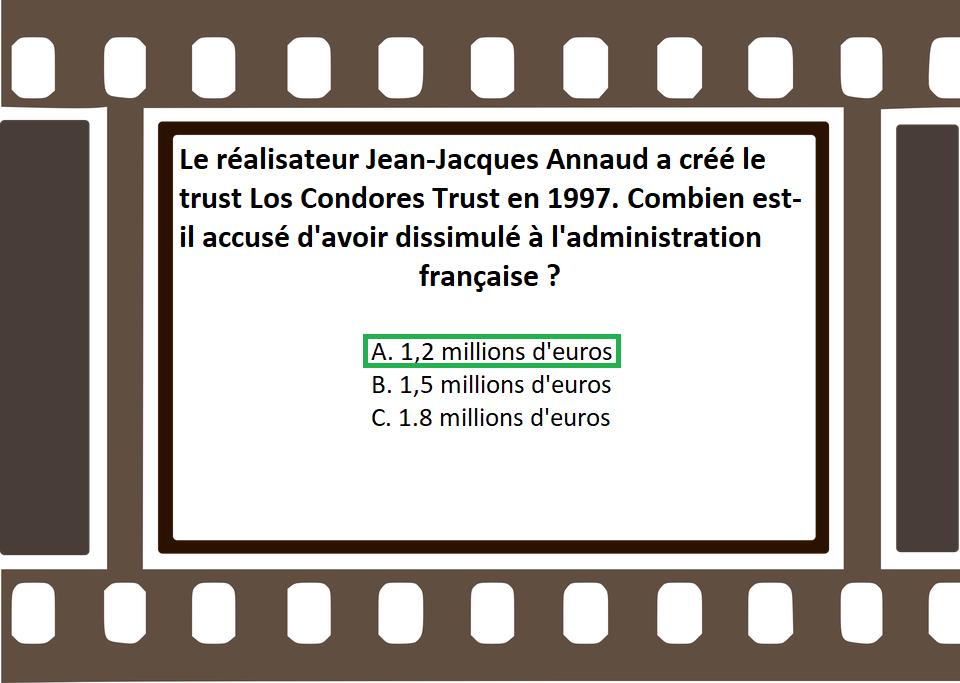 Le réalisateur Jean-Jacques Annaud a créé le
trust Los Condores Trust en 1997. Combien est-
il accusé d'avoir dissimulé à l'administration
française ?
A. 1,2 millions d'euros
B. 1,5 millions d'euros
C. 1.8 millions d'euros